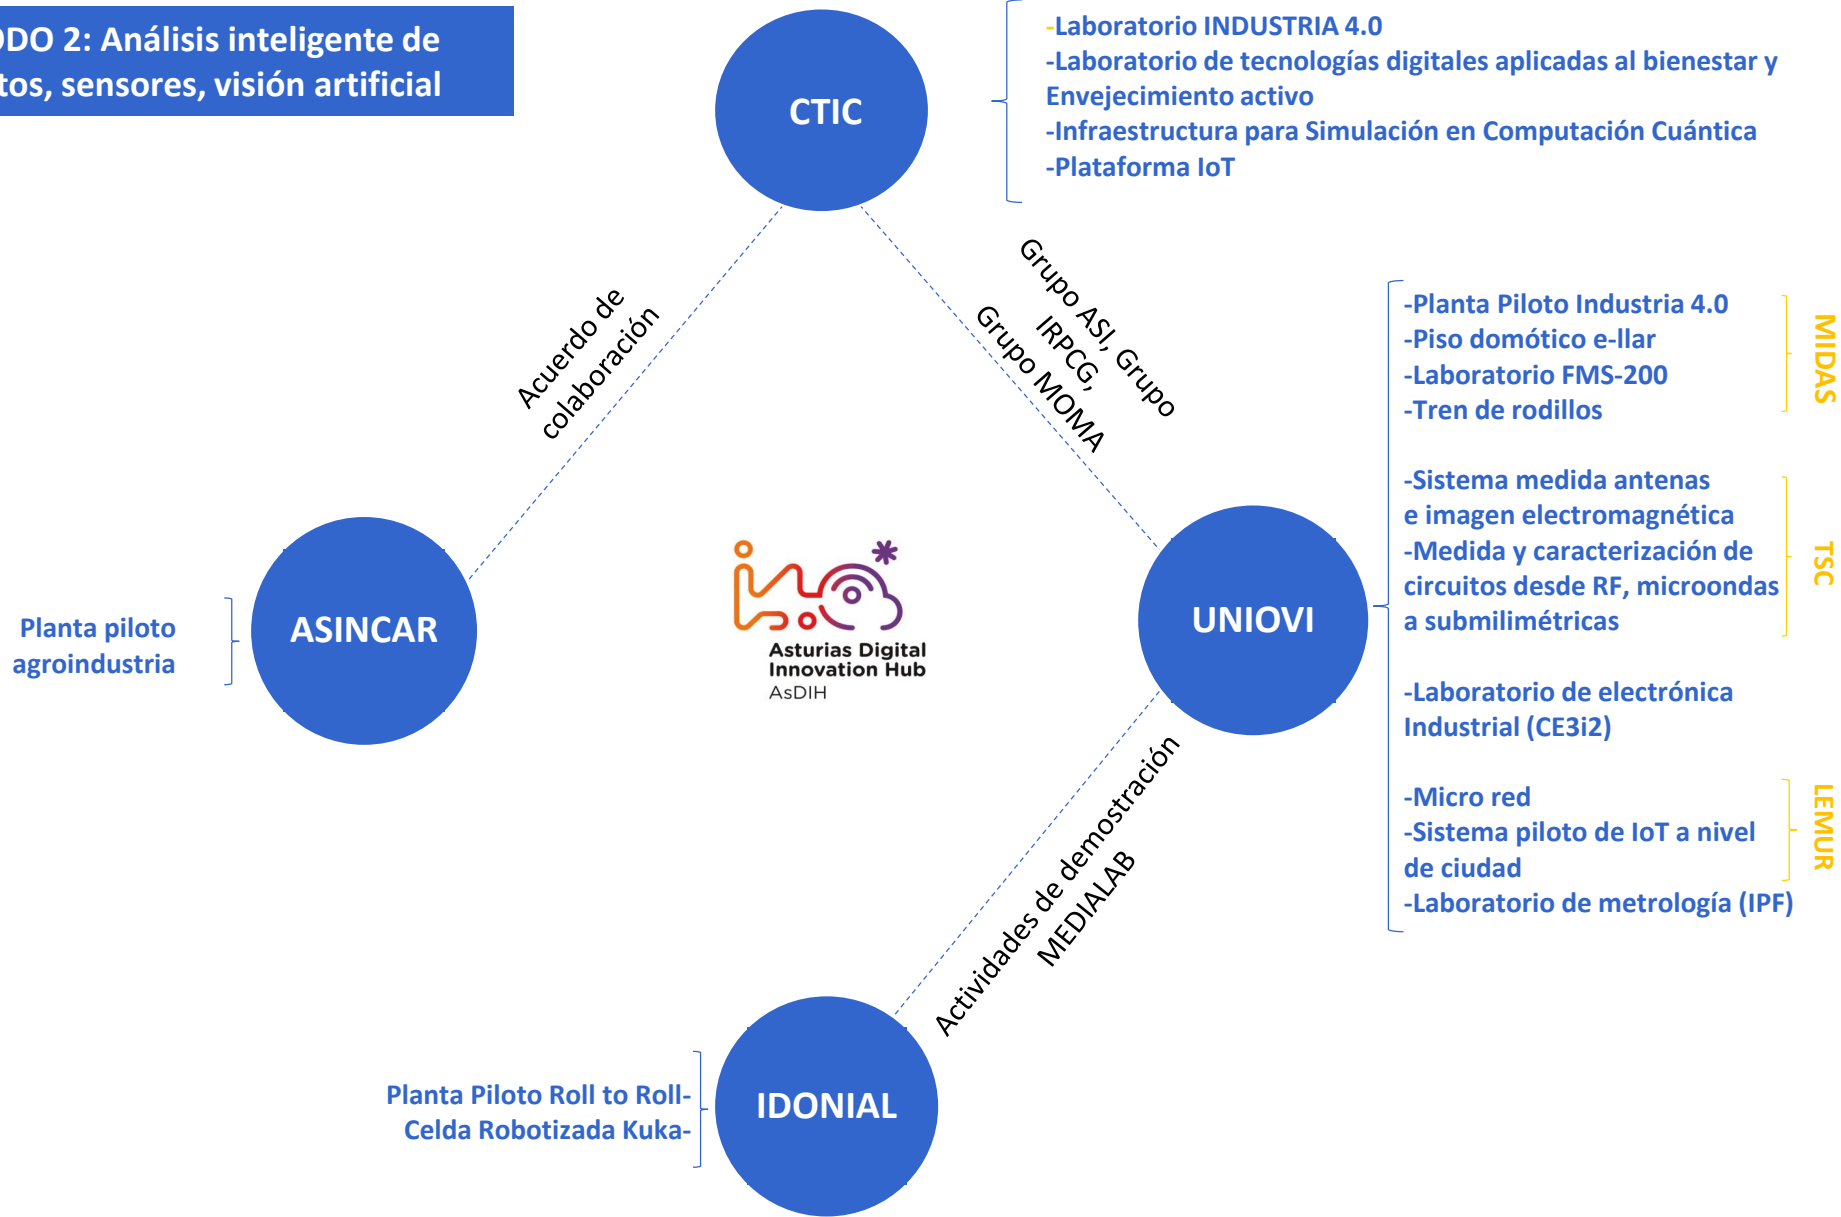 ODO 2: Análisis inteligente de
tos, sensores, visión artificial
CTIC
-Laboratorio INDUSTRIA 4.0
-Laboratorio de tecnologías digitales aplicadas al bienestar y
Envejecimiento activo
-Infraestructura para Simulación en Computación Cuántica
-Plataforma IoT
Acuerdo de
colaboración
Grupo ASI, Grupo
IRPCG,
Grupo MOMA
-Planta Piloto Industria 4.0
-Piso domótico e-llar
-Laboratorio FMS-200
-Tren de rodillos
MIDAS
-Sistema medida antenas
e imagen electromagnética
-Medida y caracterización de
circuitos desde RF, microondas
a submilimétricas
TSC
-Laboratorio de electrónica
Industrial (CE3i2)
-Micro red
-Sistema piloto de IoT a nivel
de ciudad
LEMUR
-Laboratorio de metrología (IPF)
UNIOVI
ASINCAR
Planta piloto
agroindustria
Asturias Digital
Innovation Hub
AsDIH
Actividades de demostración
MEDIALAB
Planta Piloto Roll to Roll-
Celda Robotizada Kuka-
IDONIAL